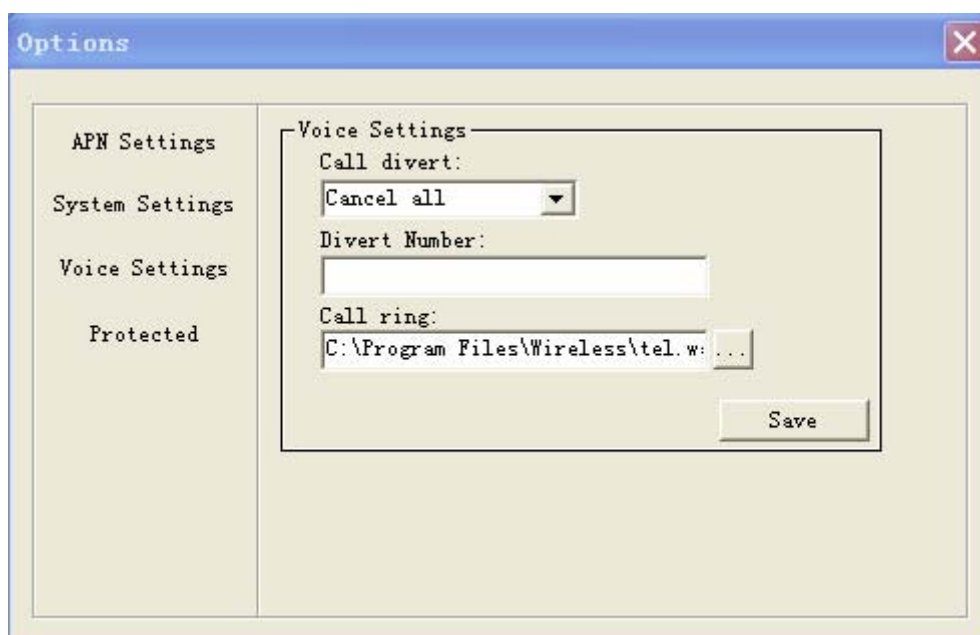 Options
APN Settings
System Settings
Voice Settings
Protected
Voice Settings
Call divert:
Cancel all
Divert Number:
Call ring:
C:\Program Files\Wireless\tel.w
...
Save